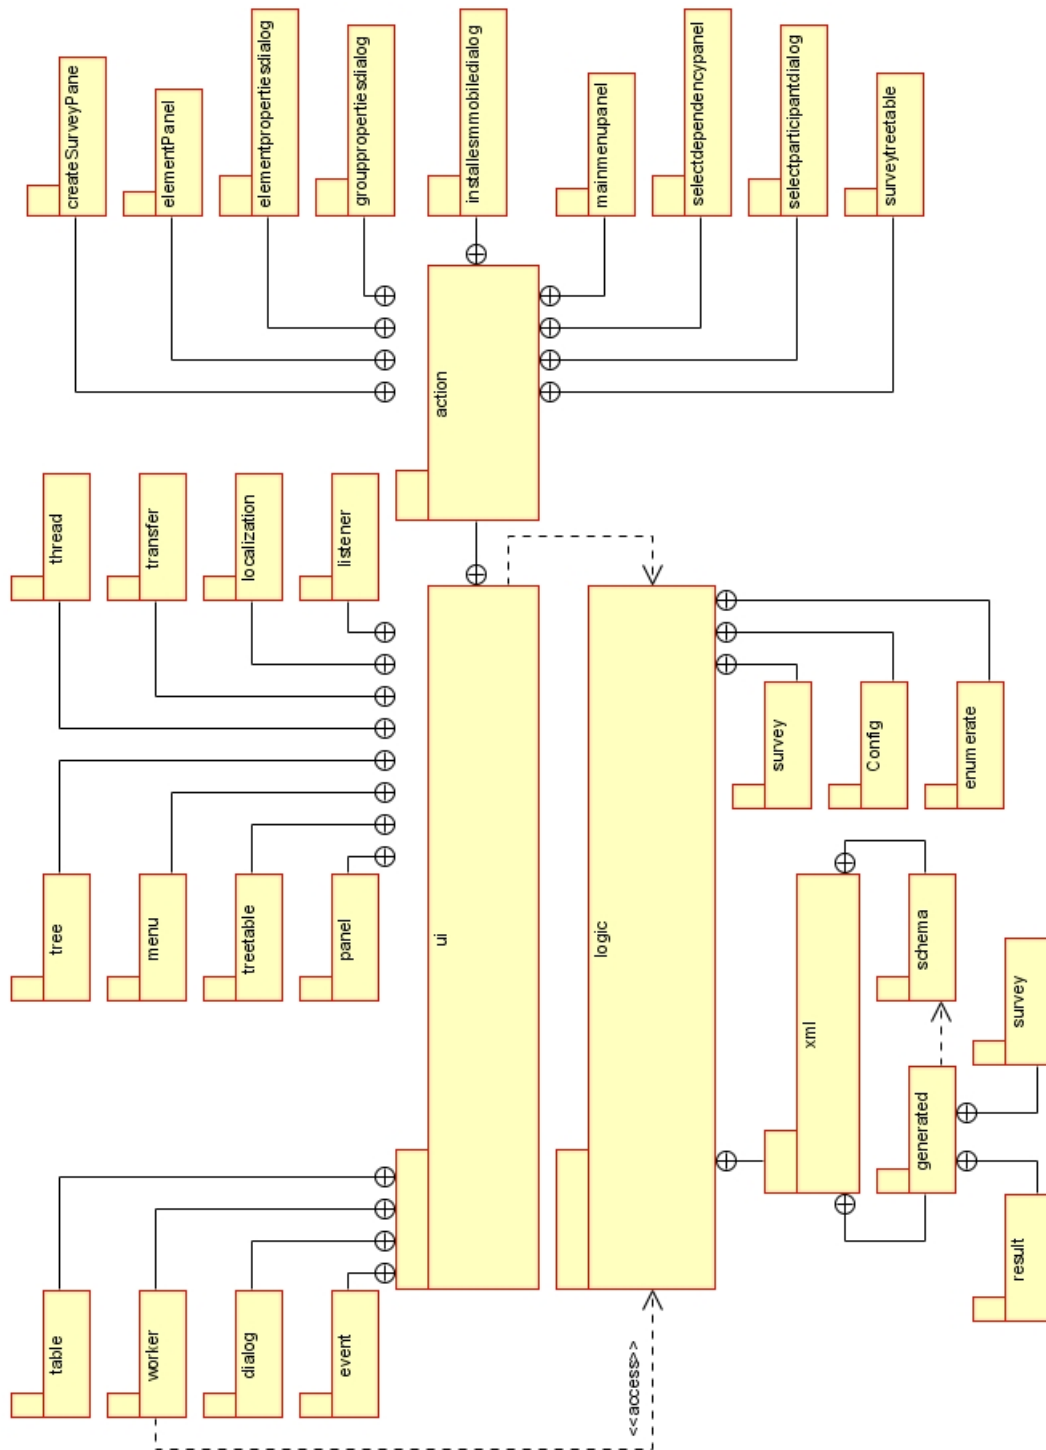 createSurveyPane
elementPanel
elementpropertiesdialog
grouppropertiesdialog
installesmmobiledialog
mainmenupanel
selectdependencypanel
selectparticipantdialog
surveytreetable
action
thread
transfer
localization
listener
tree
menu
treetable
panel
ui
logic
survey
Config
enumerate
xml
schema
generated
survey
result
table
worker
dialog
event
<<access>>